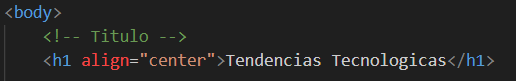 <body>
<!-- Titulo -->
<h1 align="center">Tendencias Tecnologicas</h1>